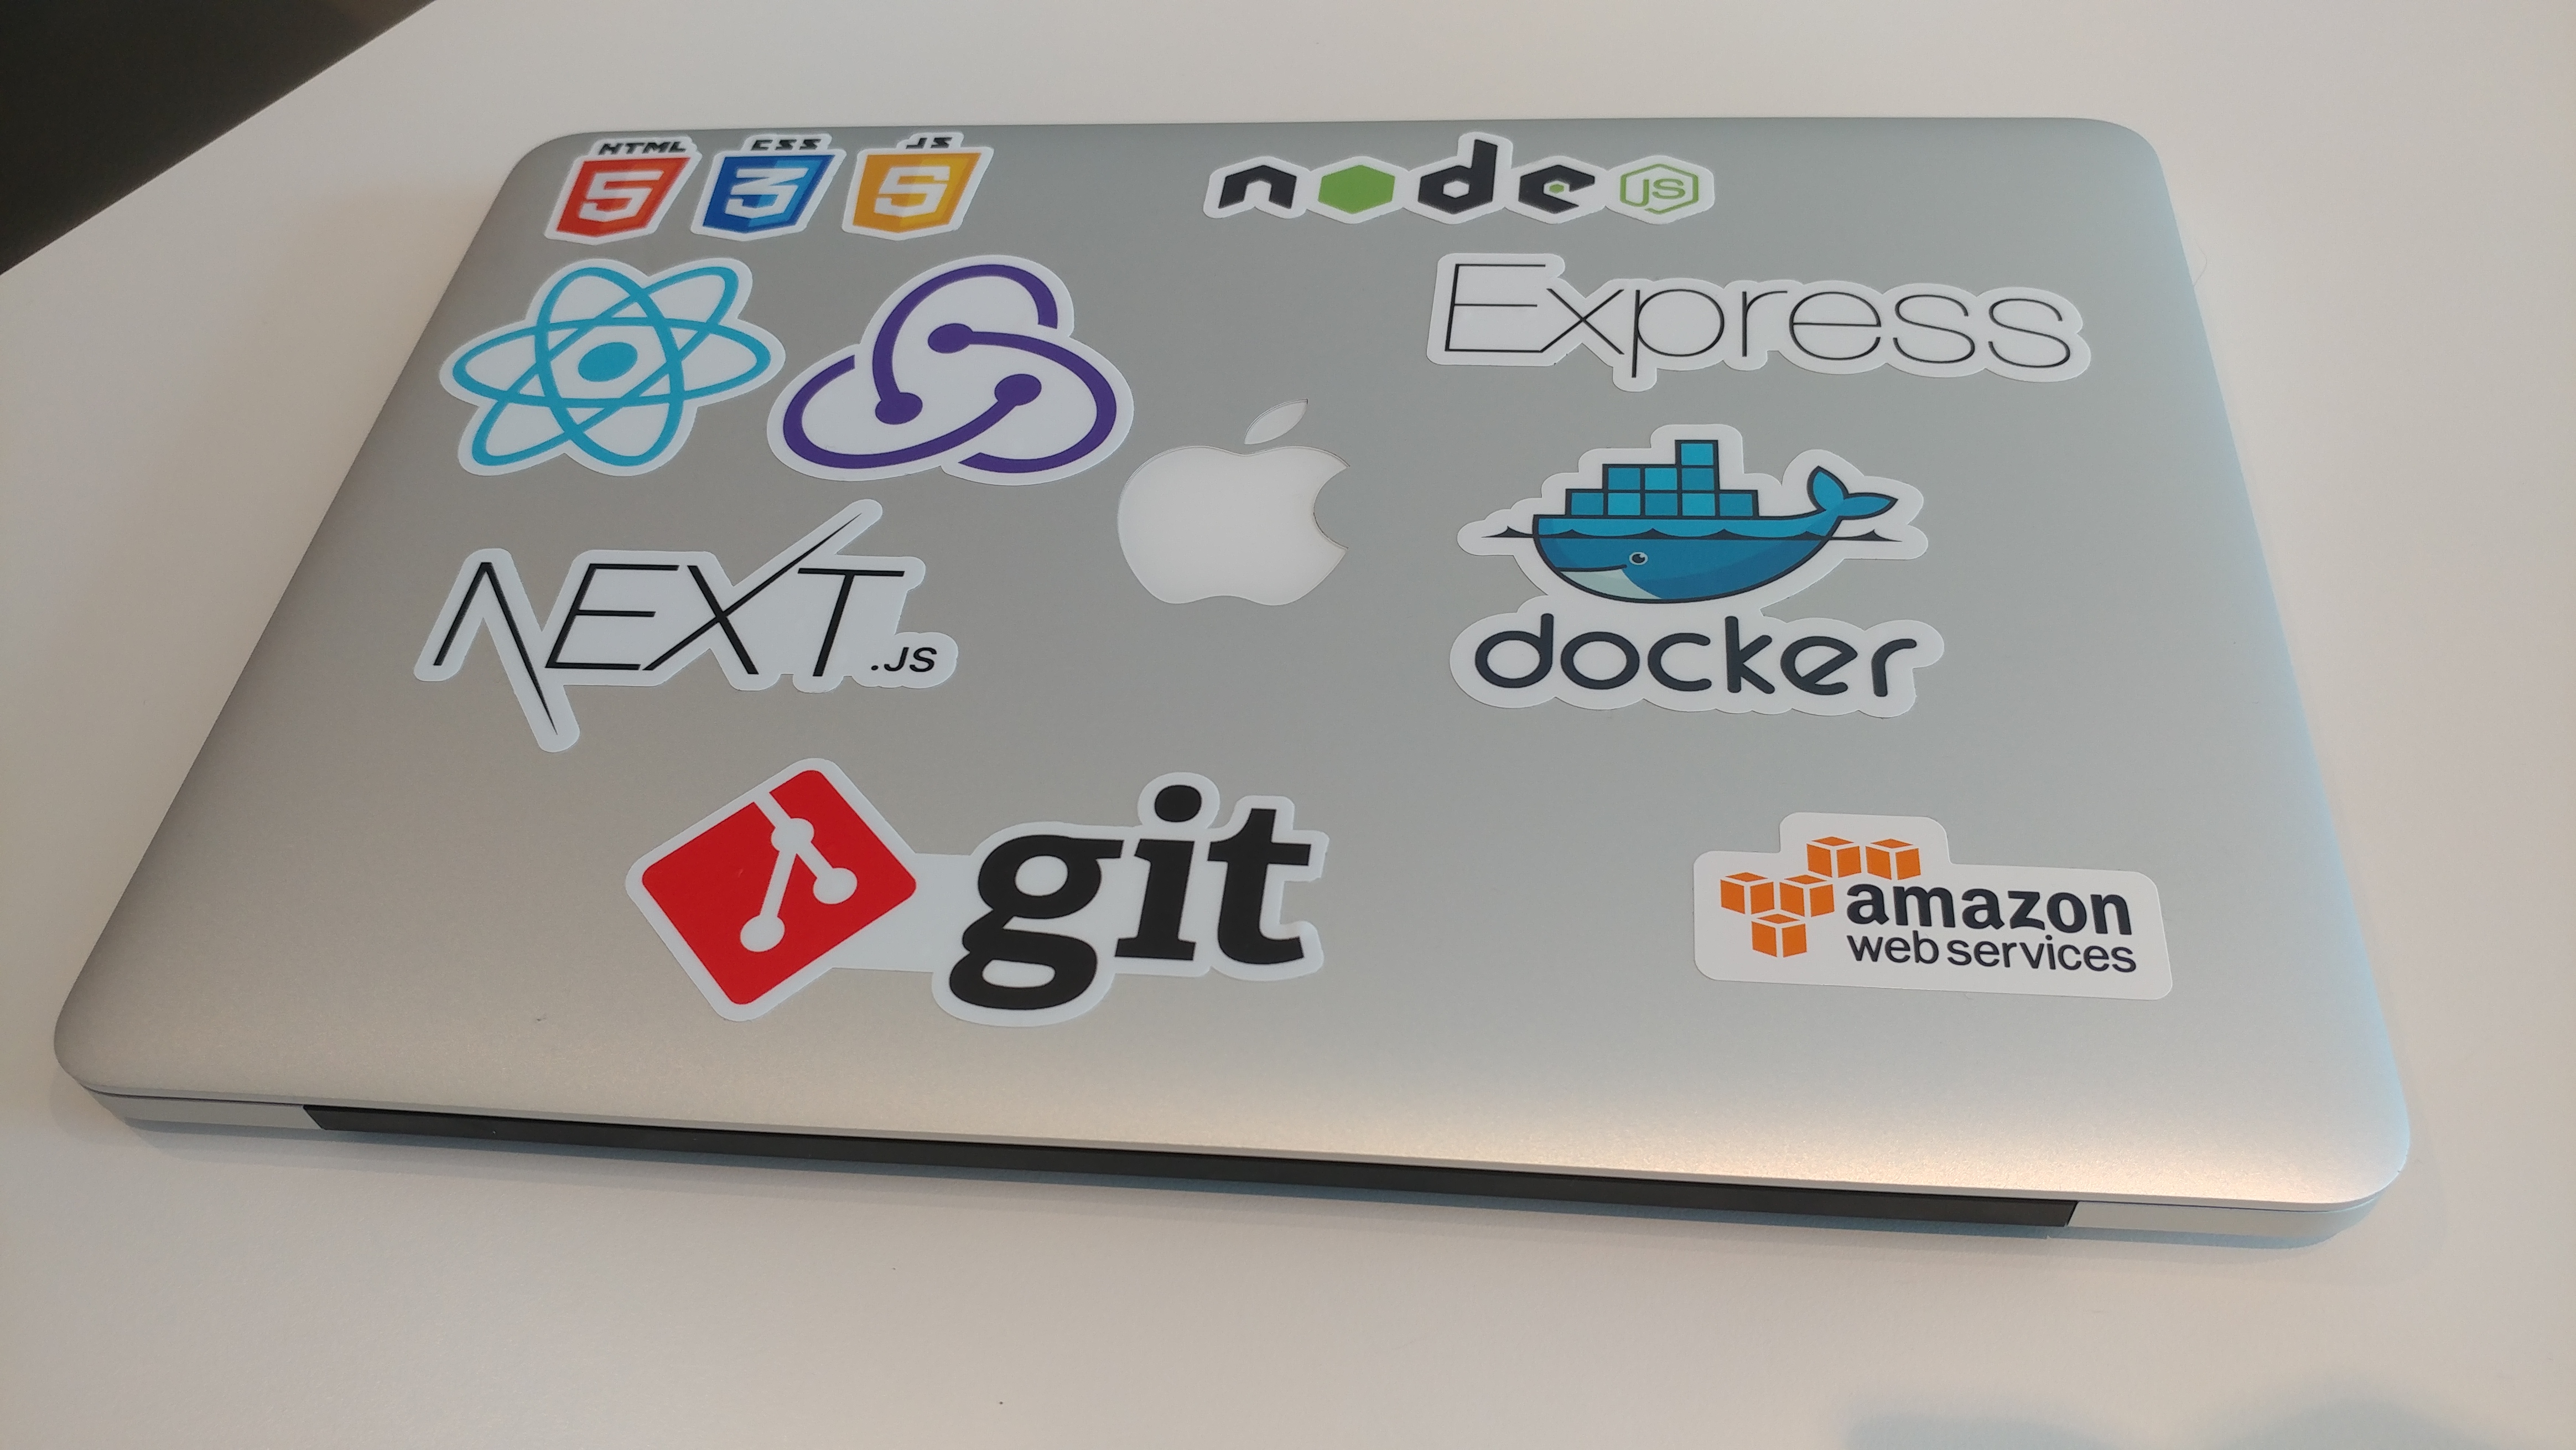 HTML CSS JS
5 3 5
node JS
Express
NEXT.JS
docker
git
amazon
web services